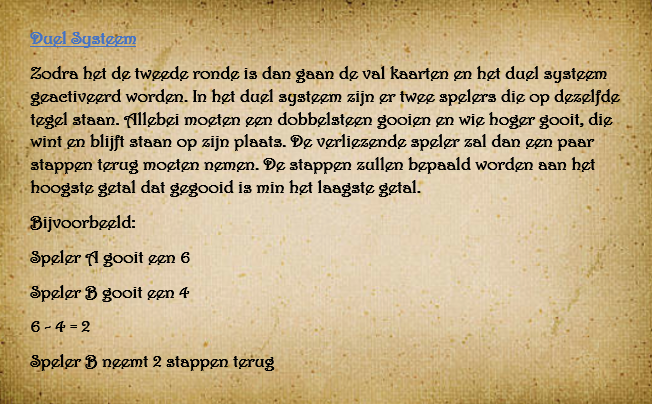 Duel Systeem
Zodra het de tweede ronde is dan gaan de val kaarten en het duel systeem
geactiveerd worden. In het duel systeem zijn er twee spelers die op dezelfde
tegel staan. Allebei moeten een dobbelsteen gooien en wie hoger gooit, die
wint en blijft staan op zijn plaats. De verliezende speler zal dan een paar
stappen terug moeten nemen. De stappen zullen bepaald worden aan het
hoogste getal dat gegooid is min het laagste getal.
Bijvoorbeeld:
Speler A gooit een 6
Speler B gooit een 4
6 - 4 = 2
Speler B neemt 2 stappen terug